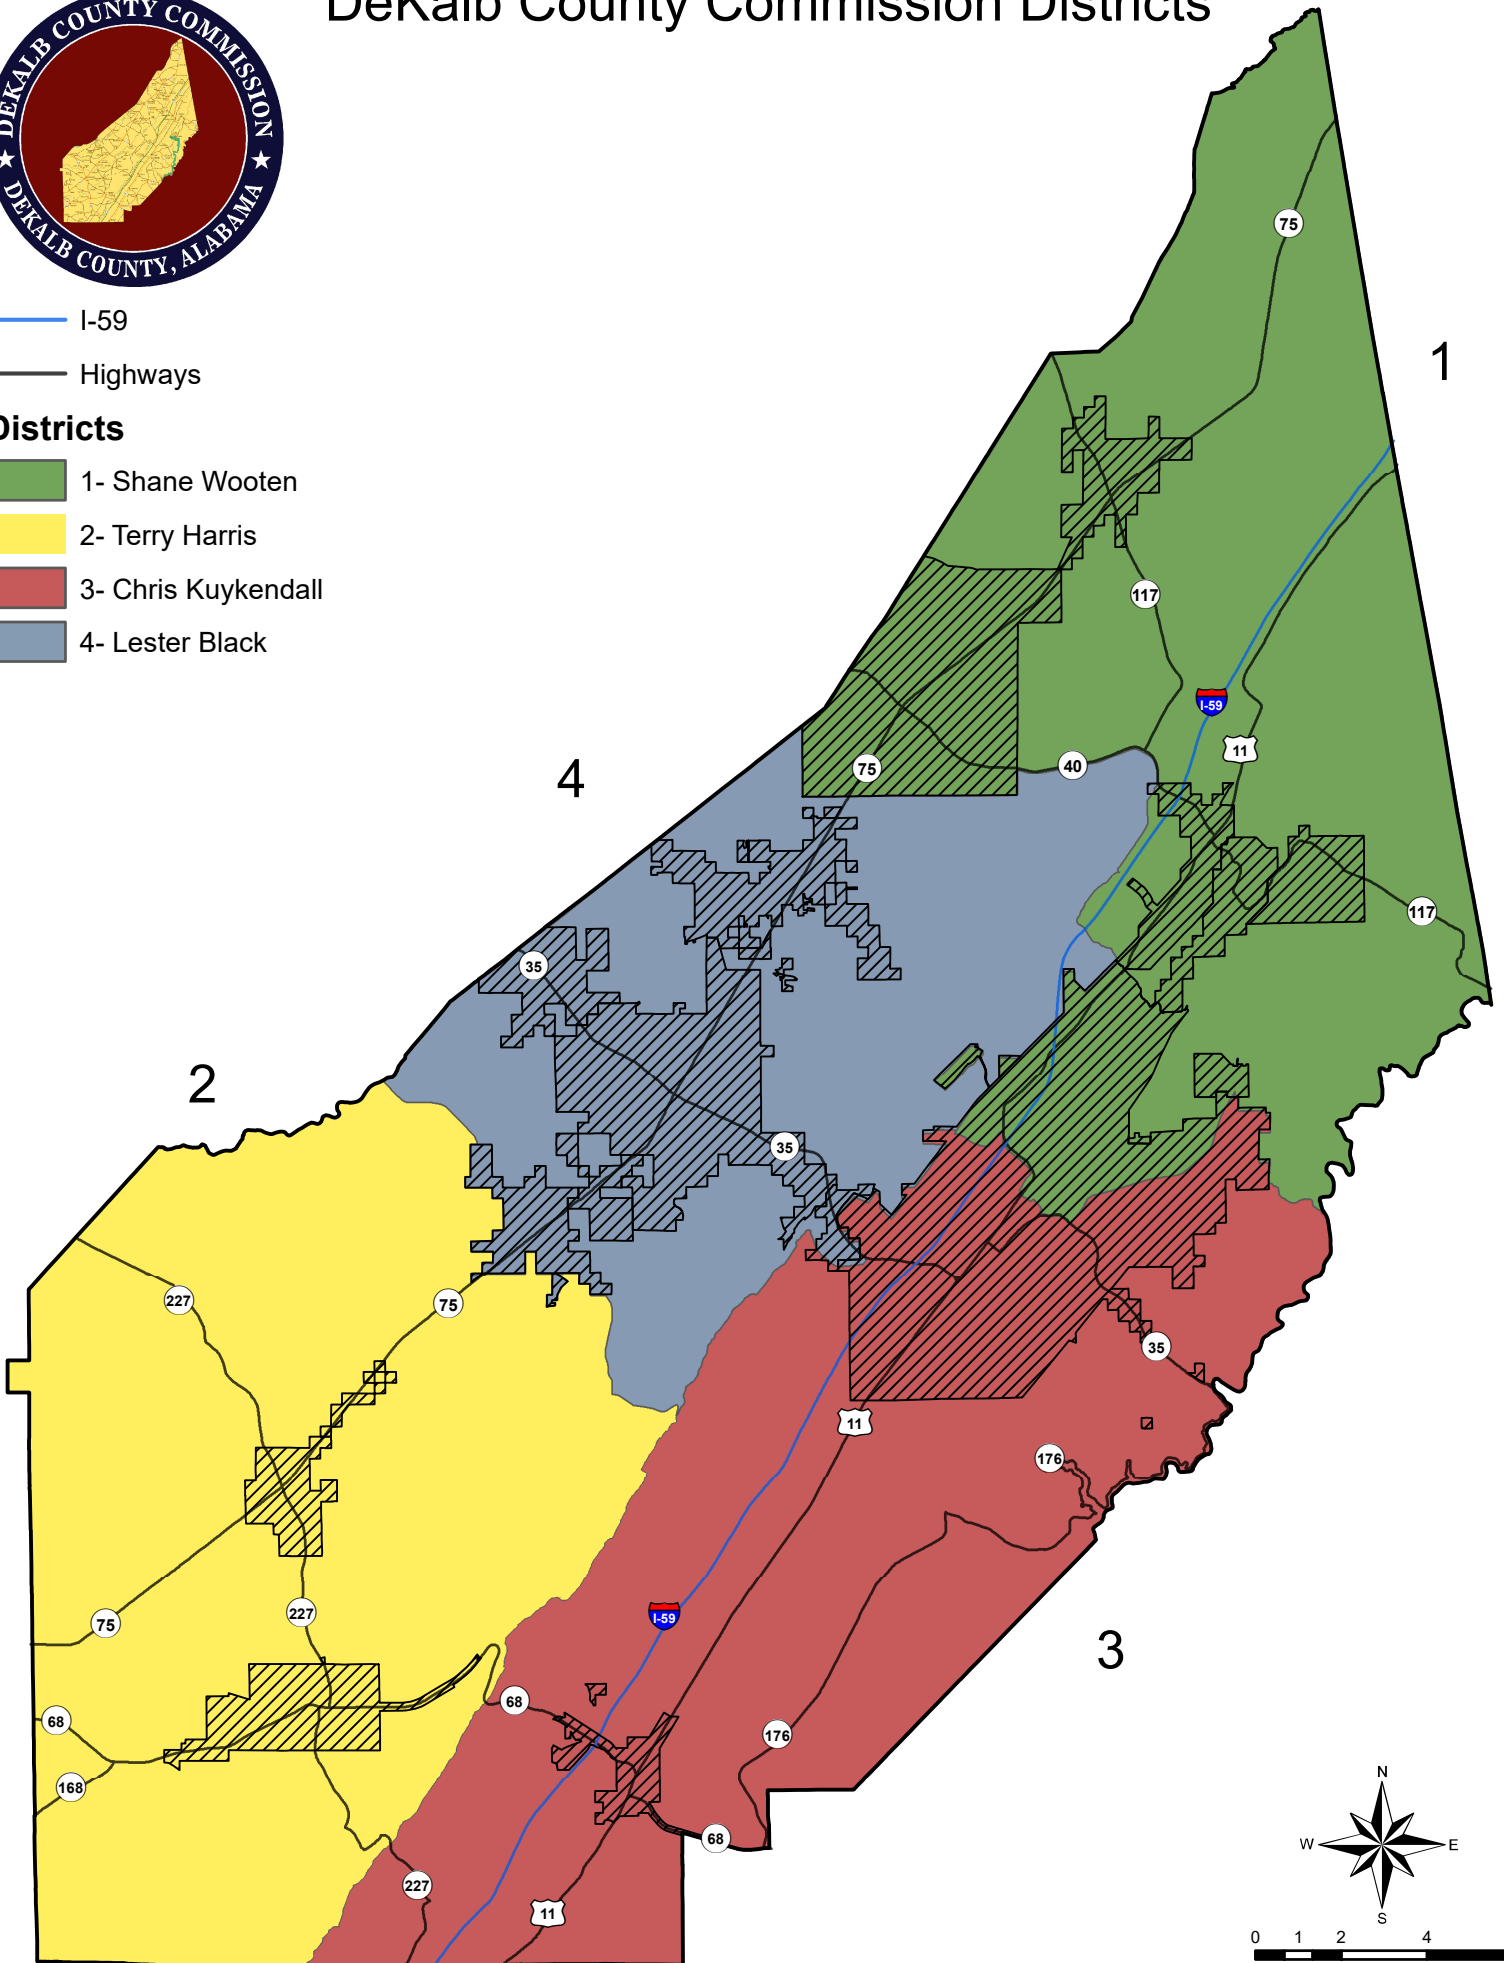 DeKalb County Commission Districts
DEKALB COUNTY COMMISSION
★ DEKALB COUNTY, ALABAMA ★
I-59
Highways
Districts
1- Shane Wooten
2- Terry Harris
3- Chris Kuykendall
4- Lester Black
75
1
117
I-59
11
4
75
40
117
35
2
35
227
75
35
11
176
227
75
I-59
3
68
68
176
168
68
227
11
N
W E
S
0 1 2 4